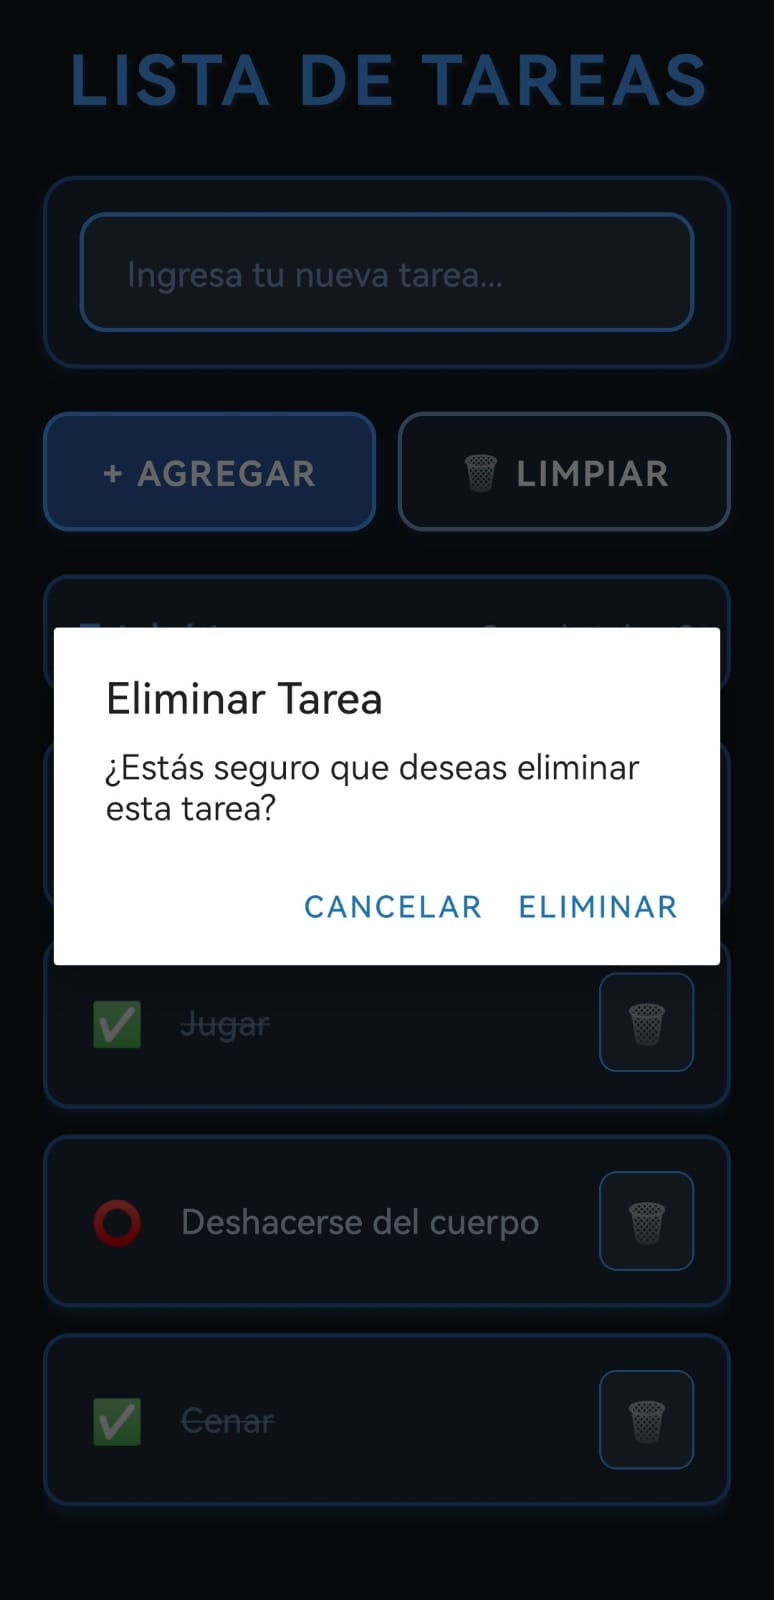 LISTA DE TAREAS
Ingresa tu nueva tarea...
+ AGREGAR
LIMPIAR
Eliminar Tarea
¿Estás seguro que deseas eliminar
esta tarea?
CANCELAR ELIMINAR
Jugar
Deshacerse del cuerpo
Cenar